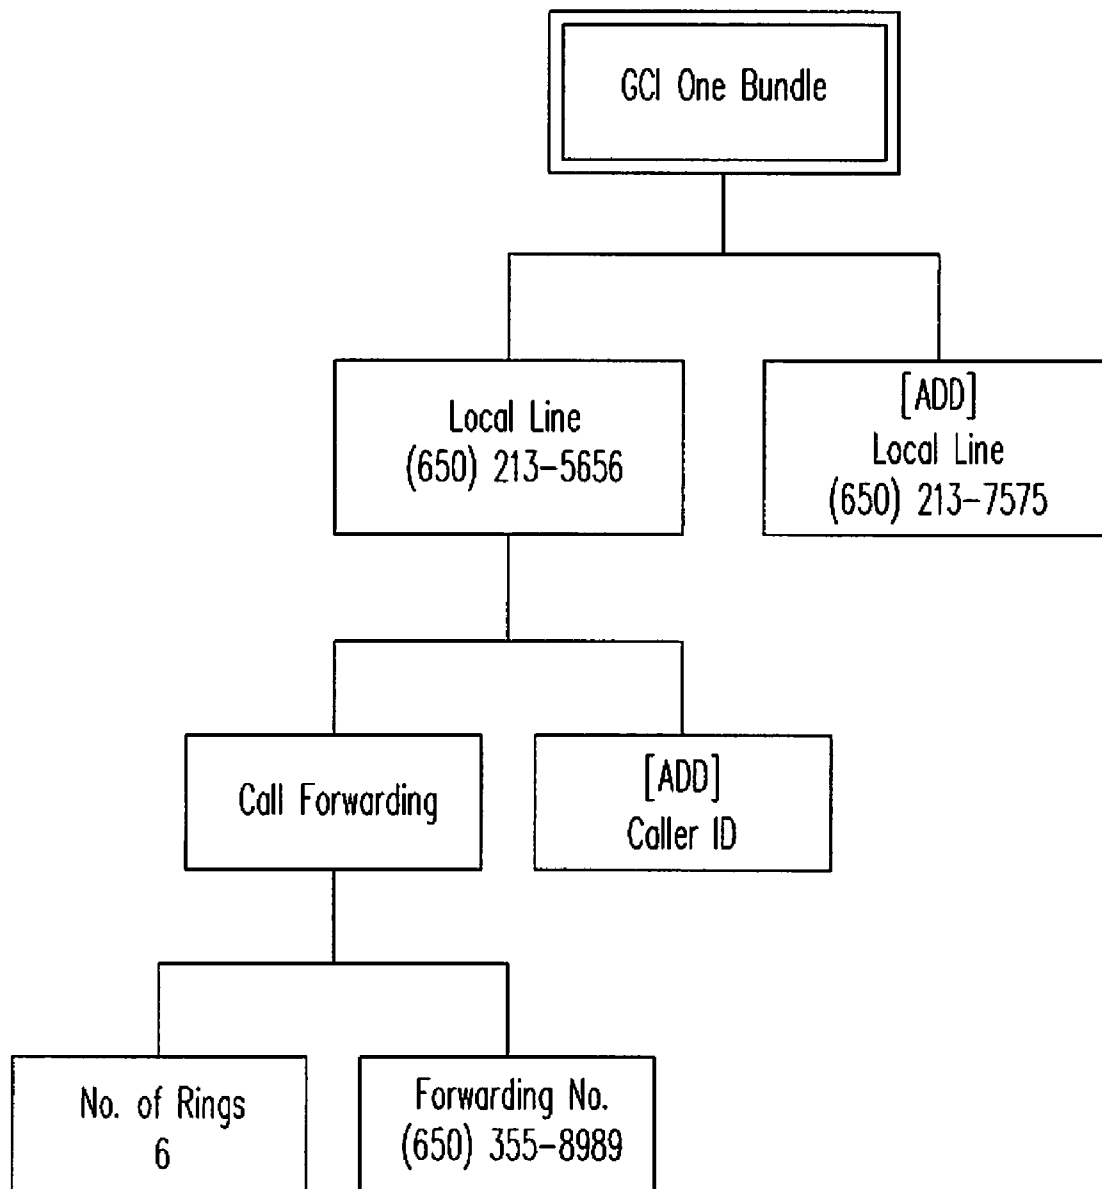 GCI One Bundle
Local Line
(650) 213-5656
[ADD]
Local Line
(650) 213-7575
Call Forwarding
[ADD]
Caller ID
No. of Rings
6
Forwarding No.
(650) 355-8989